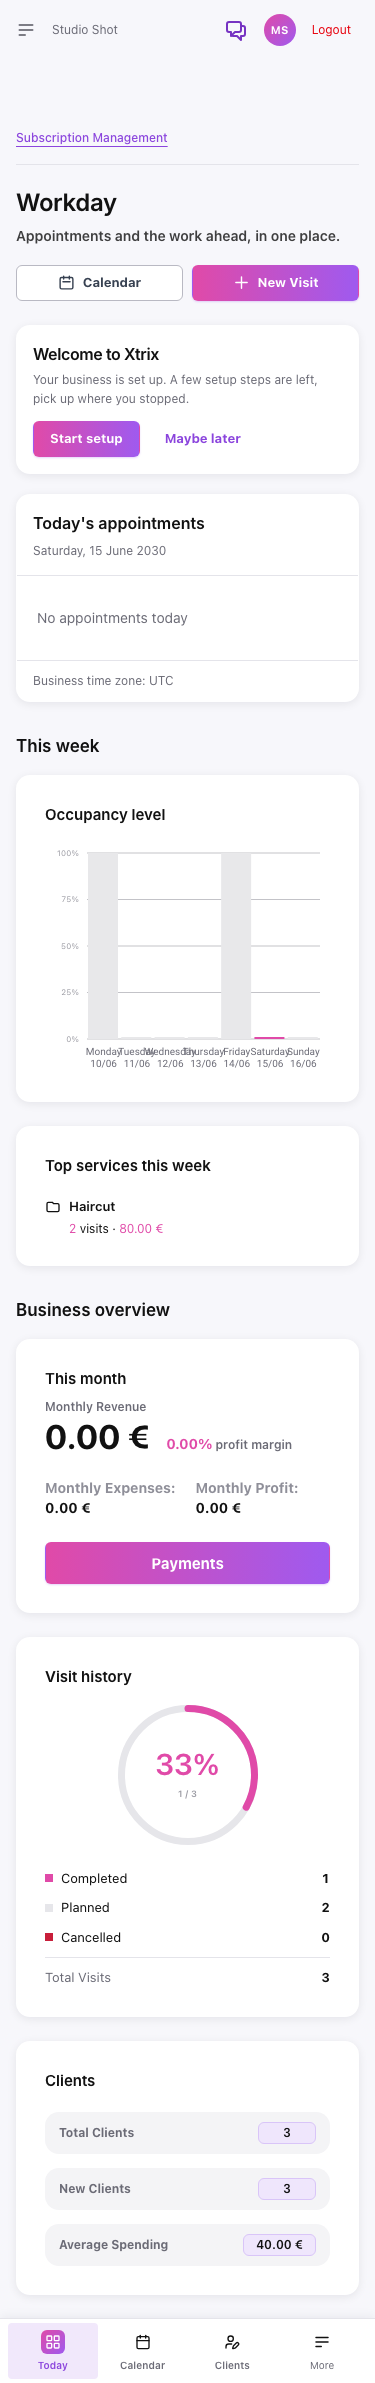 Studio Shot
MS
Logout
Subscription Management
Workday
Appointments and the work ahead, in one place.
Calendar
New Visit
Welcome to Xtrix
Your business is set up. A few setup steps are left,
pick up where you stopped.
Start setup
Maybe later
Today's appointments
Saturday, 15 June 2030
No appointments today
Business time zone: UTC
This week
Occupancy level
100%
75%
50%
25%
0%
Monday Tuesday Wednesday Thursday Friday Saturday Sunday
10/06 11/06 12/06 13/06 14/06 15/06 16/06
Top services this week
Haircut
2 visits · 80.00 €
Business overview
This month
Monthly Revenue
0.00 € 0.00% profit margin
Monthly Expenses: Monthly Profit:
0.00 € 0.00 €
Payments
Visit history
33%
1 / 3
Completed 1
Planned 2
Cancelled 0
Total Visits 3
Clients
Total Clients 3
New Clients 3
Average Spending 40.00 €
Today Calendar Clients More